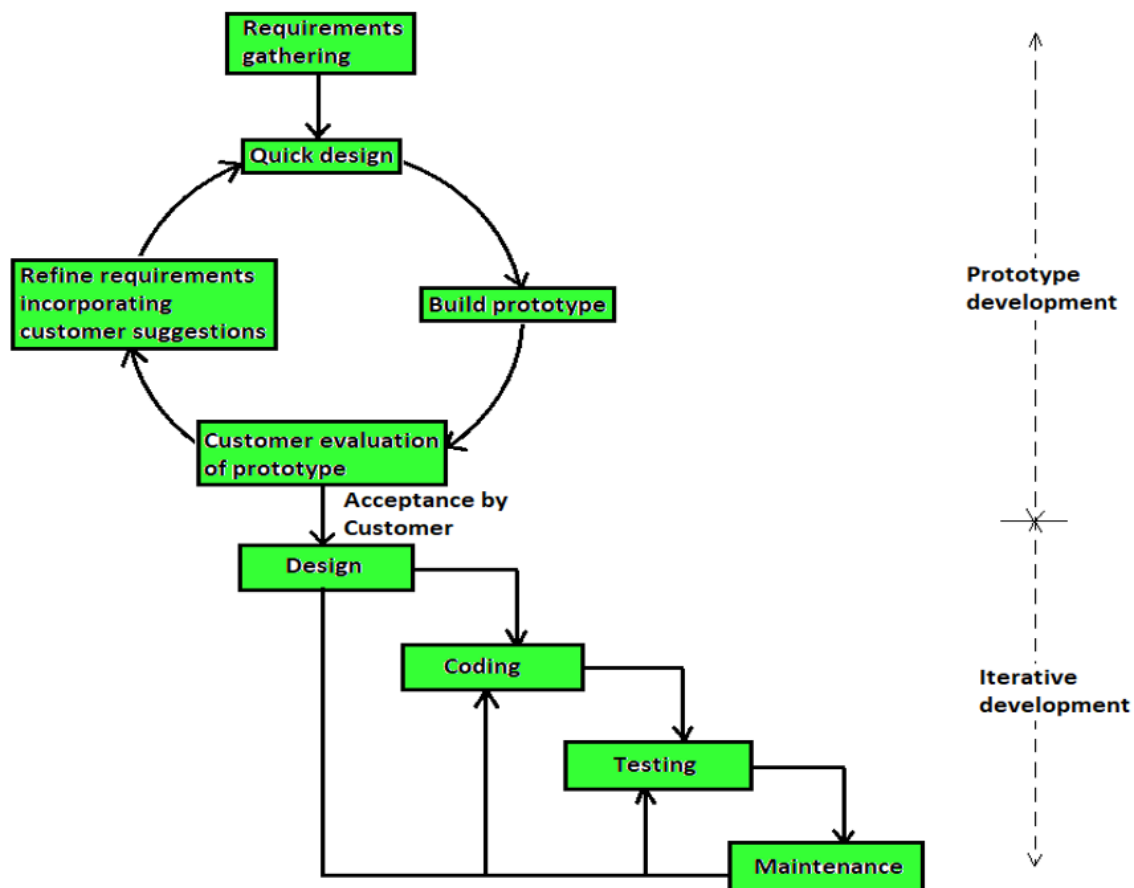 Requirements
gathering
Quick design
Refine requirements
incorporating
customer suggestions
Build prototype
Prototype
development
Customer evaluation
of prototype
Acceptance by
Customer
Design
Coding
Iterative
development
Testing
Maintenance